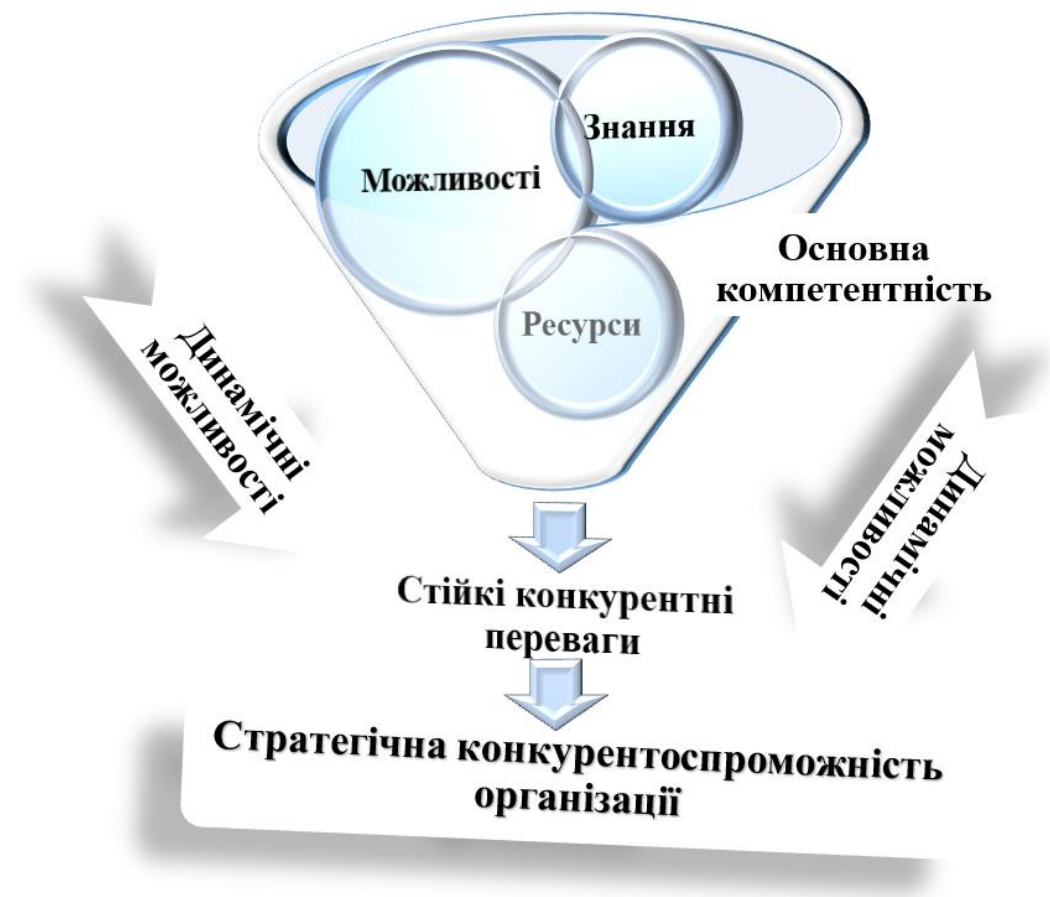 Знання
Можливості
Основна
компетентність
Ресурси
Динамічні
можливості
Динамічні
можливості
Стійкі конкурентні
переваги
Стратегічна конкурентоспроможність
організації